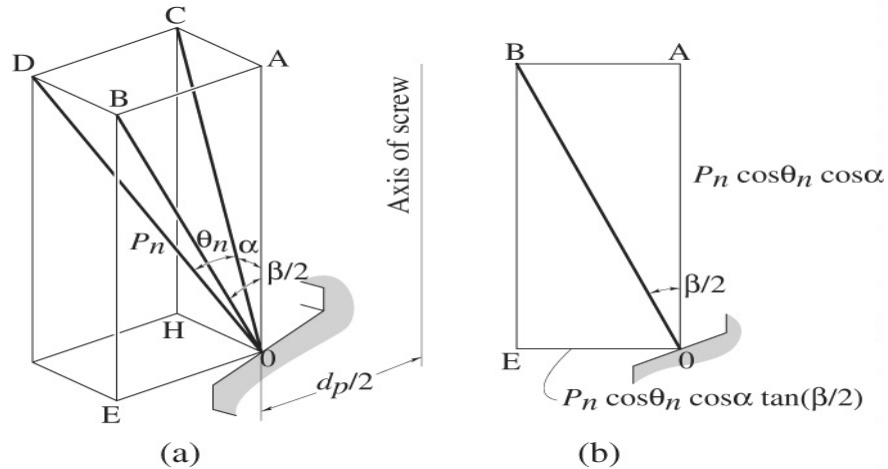 C
D
A
B
P_n
θ_n
α
β/2
H
0
E
d_p/2
Axis of screw
(a)
B
A
P_n cosθ_n cosα
β/2
E
0
P_n cosθ_n cosα tan(β/2)
(b)